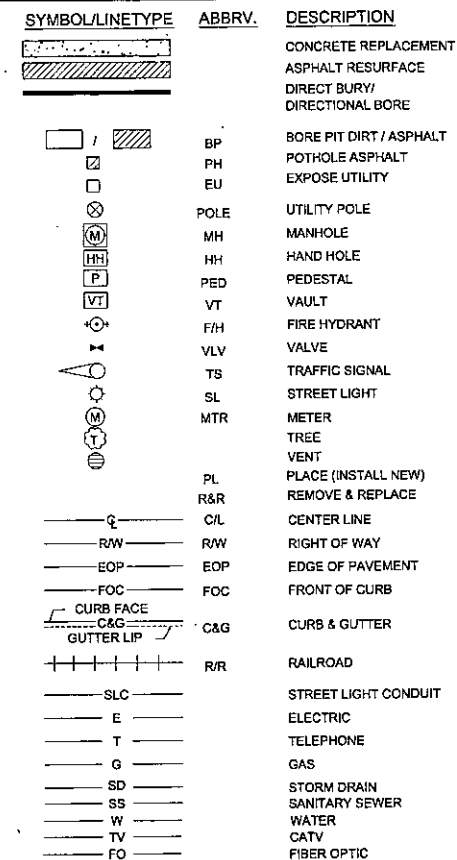 SYMBOL/LINETYPE ABBRV. DESCRIPTION
CONCRETE REPLACEMENT
ASPHALT RESURFACE
DIRECT BURY/
DIRECTIONAL BORE
/ BP BORE PIT DIRT / ASPHALT
PH POTHOLE ASPHALT
EU EXPOSE UTILITY
POLE UTILITY POLE
M MH MANHOLE
HH HH HAND HOLE
P PED PEDESTAL
VT VT VAULT
F/H FIRE HYDRANT
VLV VALVE
TS TRAFFIC SIGNAL
SL STREET LIGHT
M MTR METER
T TREE
VENT
PL PLACE (INSTALL NEW)
R&R REMOVE & REPLACE
℄ C/L CENTER LINE
R/W R/W RIGHT OF WAY
EOP EOP EDGE OF PAVEMENT
FOC FOC FRONT OF CURB
CURB FACE
C&G C&G CURB & GUTTER
GUTTER LIP
R/R RAILROAD
SLC STREET LIGHT CONDUIT
E ELECTRIC
T TELEPHONE
G GAS
SD STORM DRAIN
SS SANITARY SEWER
W WATER
TV CATV
FO FIBER OPTIC